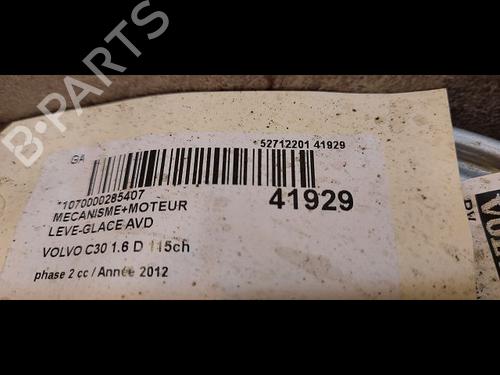 B-PARTS
GA
52712201 41929
*1070000285407
41929
MECANISME+MOTEUR
LEVE-GLACE AVD
VOLVO C30 1.6 D 115ch
phase 2 cc / Année 2012